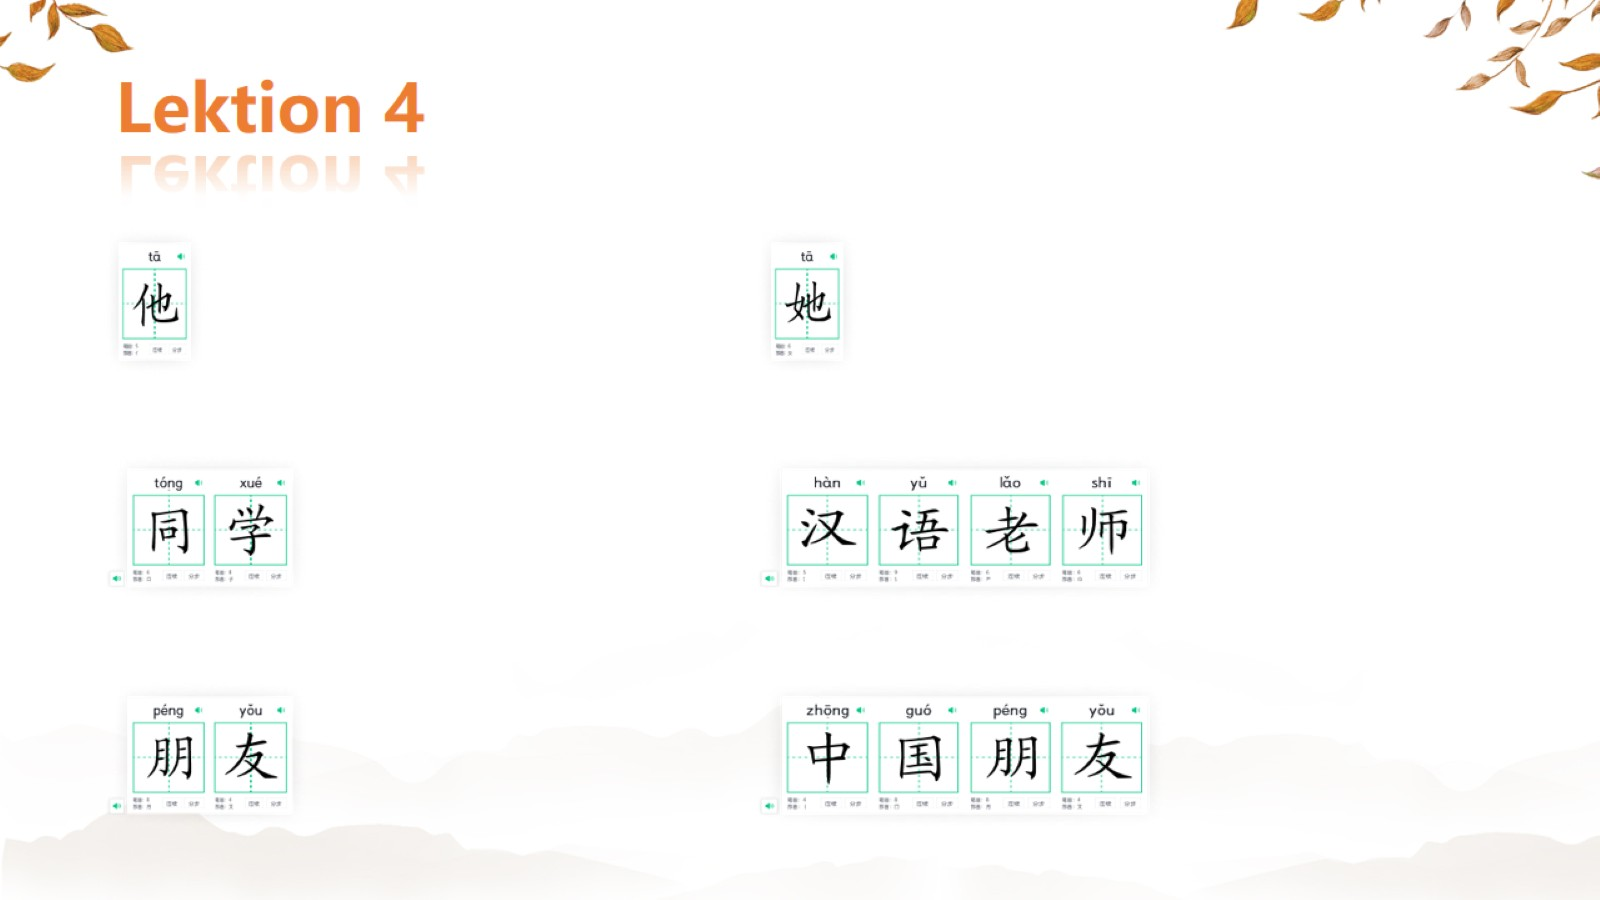 Lektion 4
tā
他
tā
她
tóng xué
同学
hàn yǔ lǎo shī
汉语老师
péng yǒu
朋友
zhōng guó péng yǒu
中国朋友